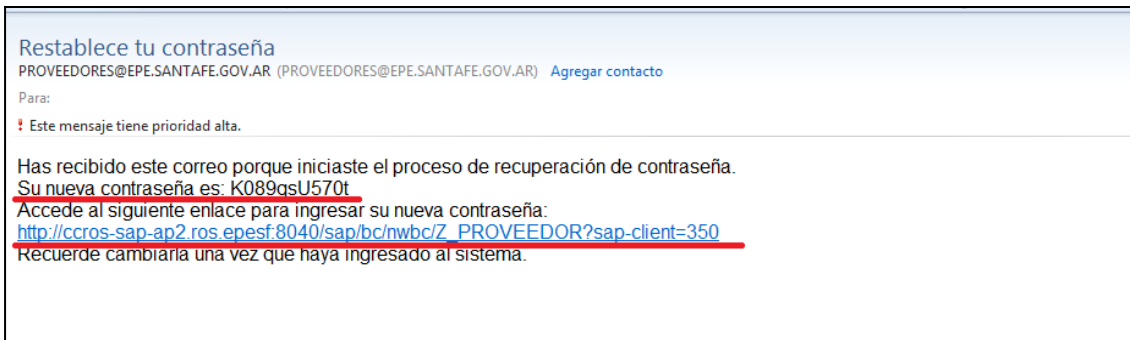 Restablece tu contraseña
PROVEEDORES@EPE.SANTAFE.GOV.AR (PROVEEDORES@EPE.SANTAFE.GOV.AR) Agregar contacto
Para:
! Este mensaje tiene prioridad alta.
Has recibido este correo porque iniciaste el proceso de recuperación de contraseña.
Su nueva contraseña es: K089qsU570t
Accede al siguiente enlace para ingresar su nueva contraseña:
http://ccros-sap-ap2.ros.epesf:8040/sap/bc/nwbc/Z_PROVEEDOR?sap-client=350
Recuerde cambiarla una vez que haya ingresado al sistema.